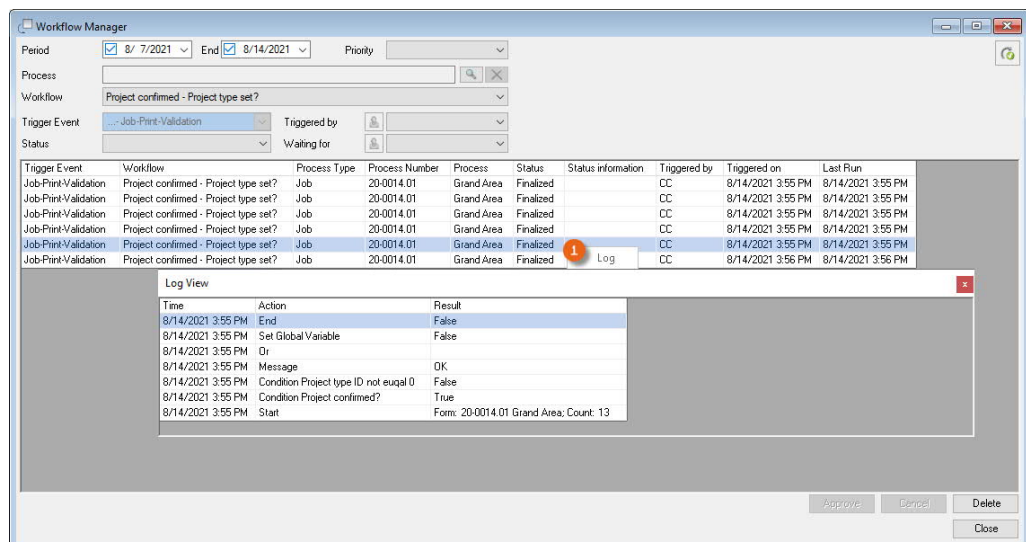 Workflow Manager
Period 8/ 7/2021 End 8/14/2021 Priority
Process
Workflow Project confirmed - Project type set?
Trigger Event ...- Job-Print-Validation Triggered by
Status Waiting for
Trigger Event Workflow Process Type Process Number Process Status Status information Triggered by Triggered on Last Run
Job-Print-Validation Project confirmed - Project type set? Job 20-0014.01 Grand Area Finalized CC 8/14/2021 3:55 PM 8/14/2021 3:55 PM
Job-Print-Validation Project confirmed - Project type set? Job 20-0014.01 Grand Area Finalized CC 8/14/2021 3:55 PM 8/14/2021 3:55 PM
Job-Print-Validation Project confirmed - Project type set? Job 20-0014.01 Grand Area Finalized CC 8/14/2021 3:55 PM 8/14/2021 3:55 PM
Job-Print-Validation Project confirmed - Project type set? Job 20-0014.01 Grand Area Finalized CC 8/14/2021 3:55 PM 8/14/2021 3:55 PM
Job-Print-Validation Project confirmed - Project type set? Job 20-0014.01 Grand Area Finalized CC 8/14/2021 3:55 PM 8/14/2021 3:55 PM
Job-Print-Validation Project confirmed - Project type set? Job 20-0014.01 Grand Area Finalized 1 Log CC 8/14/2021 3:56 PM 8/14/2021 3:56 PM
Log View
Time Action Result
8/14/2021 3:55 PM End False
8/14/2021 3:55 PM Set Global Variable False
8/14/2021 3:55 PM Or
8/14/2021 3:55 PM Message OK
8/14/2021 3:55 PM Condition Project type ID not euqal 0 False
8/14/2021 3:55 PM Condition Project confirmed? True
8/14/2021 3:55 PM Start Form: 20-0014.01 Grand Area; Count: 13
Approve Cancel Delete
Close